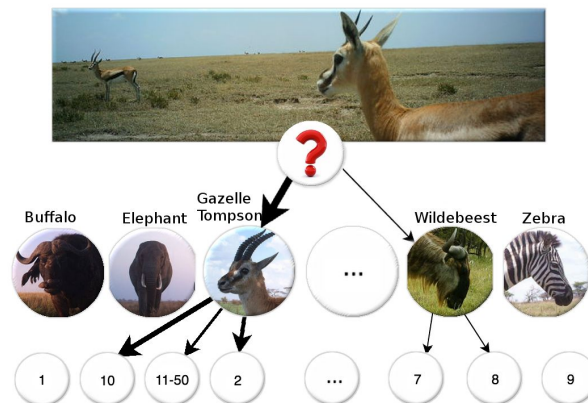 ?
Buffalo
Elephant
Gazelle
Tompson
...
Wildebeest
Zebra
1
10
11-50
2
...
7
8
9